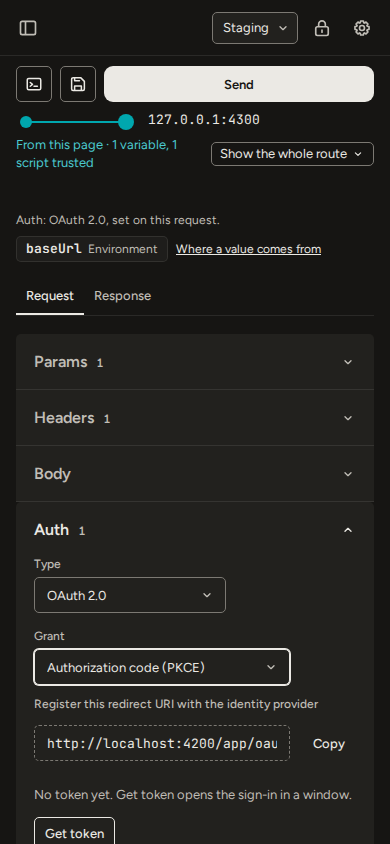 Staging
Send
127.0.0.1:4300
From this page · 1 variable, 1
script trusted
Show the whole route
Auth: OAuth 2.0, set on this request.
baseUrl Environment Where a value comes from
Request Response
Params 1
Headers 1
Body
Auth 1
Type
OAuth 2.0
Grant
Authorization code (PKCE)
Register this redirect URI with the identity provider
http://localhost:4200/app/oau
Copy
No token yet. Get token opens the sign-in in a window.
Get token